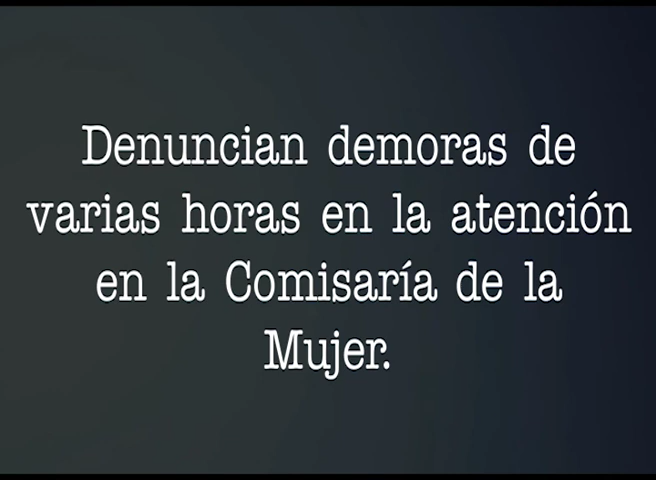 Denuncian demoras de
varias horas en la atención
en la Comisaría de la
Mujer.